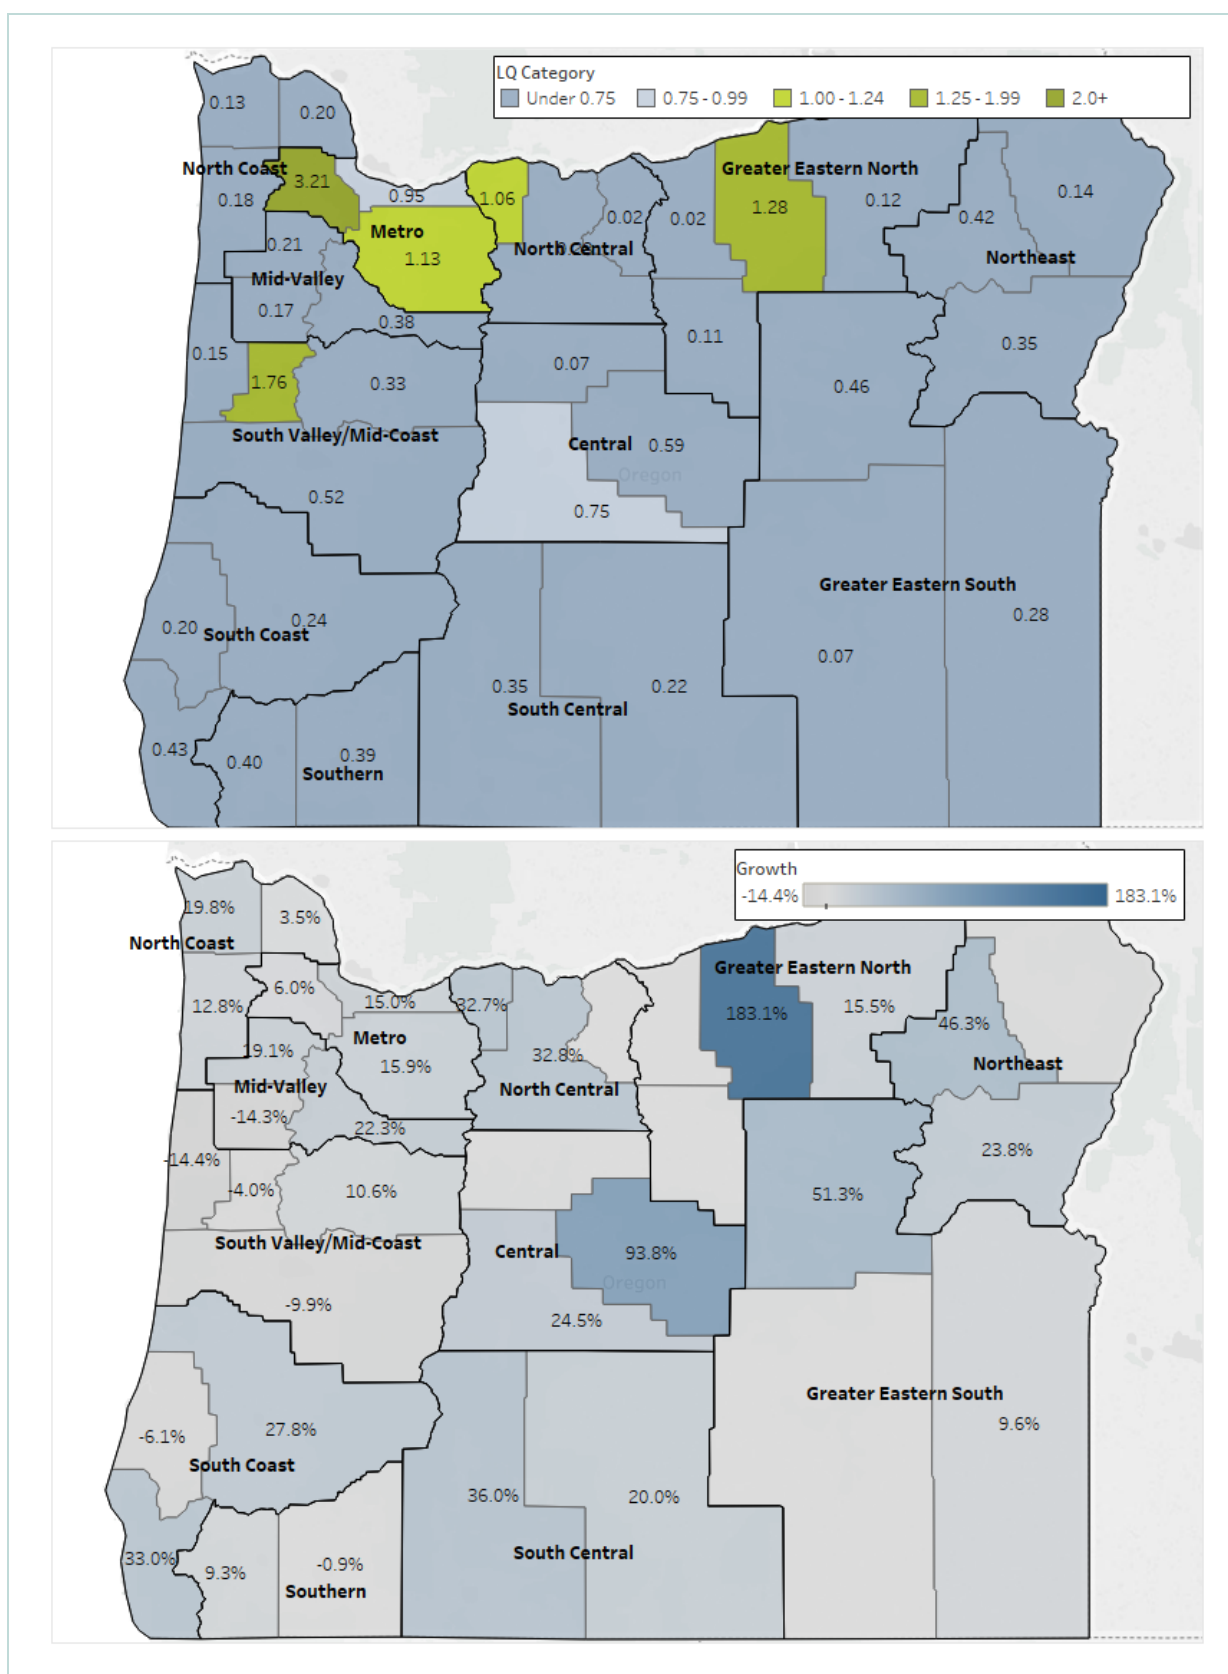 LQ Category
Under 0.75 0.75 - 0.99 1.00 - 1.24 1.25 - 1.99 2.0+
0.13
0.20
North Coast
3.21
0.95
1.06
Greater Eastern North
0.18
0.02
0.02
1.28
0.12
0.42
0.14
0.21
Metro
1.13
North Central
Northeast
Mid-Valley
0.17
0.38
0.15
1.76
0.33
0.07
0.11
0.46
0.35
South Valley/Mid-Coast
Central
0.59
Oregon
0.52
0.75
Greater Eastern South
0.28
0.20
South Coast
0.24
0.07
0.35
0.22
South Central
0.43
0.40
0.39
Southern
Growth
-14.4% 183.1%
19.8%
3.5%
North Coast
6.0%
12.8%
15.0%
32.7%
Greater Eastern North
183.1%
15.5%
46.3%
Metro
19.1%
15.9%
32.8%
Northeast
Mid-Valley
North Central
-14.3%
22.3%
-14.4%
-4.0%
10.6%
51.3%
23.8%
South Valley/Mid-Coast
Central
93.8%
Oregon
-9.9%
24.5%
Greater Eastern South
9.6%
-6.1%
27.8%
South Coast
36.0%
20.0%
South Central
33.0%
9.3%
-0.9%
Southern